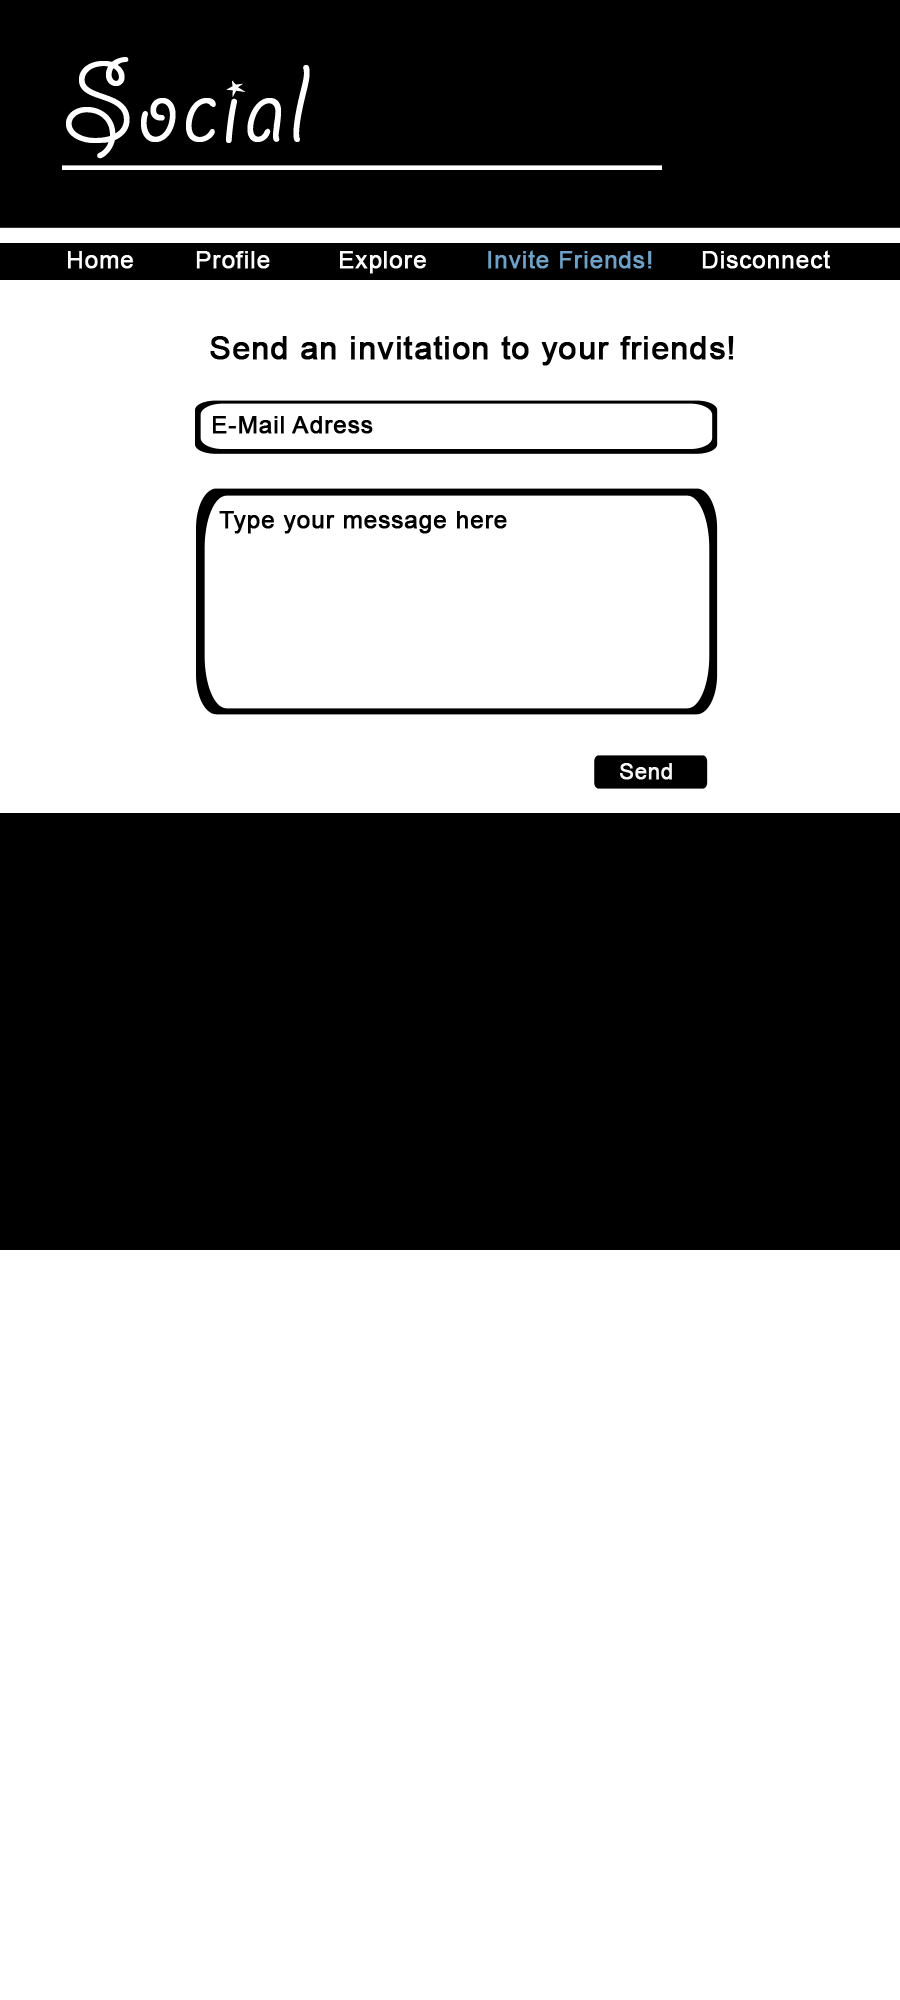 Social
Home Profile Explore Invite Friends! Disconnect
Send an invitation to your friends!
E-Mail Adress
Type your message here
Send